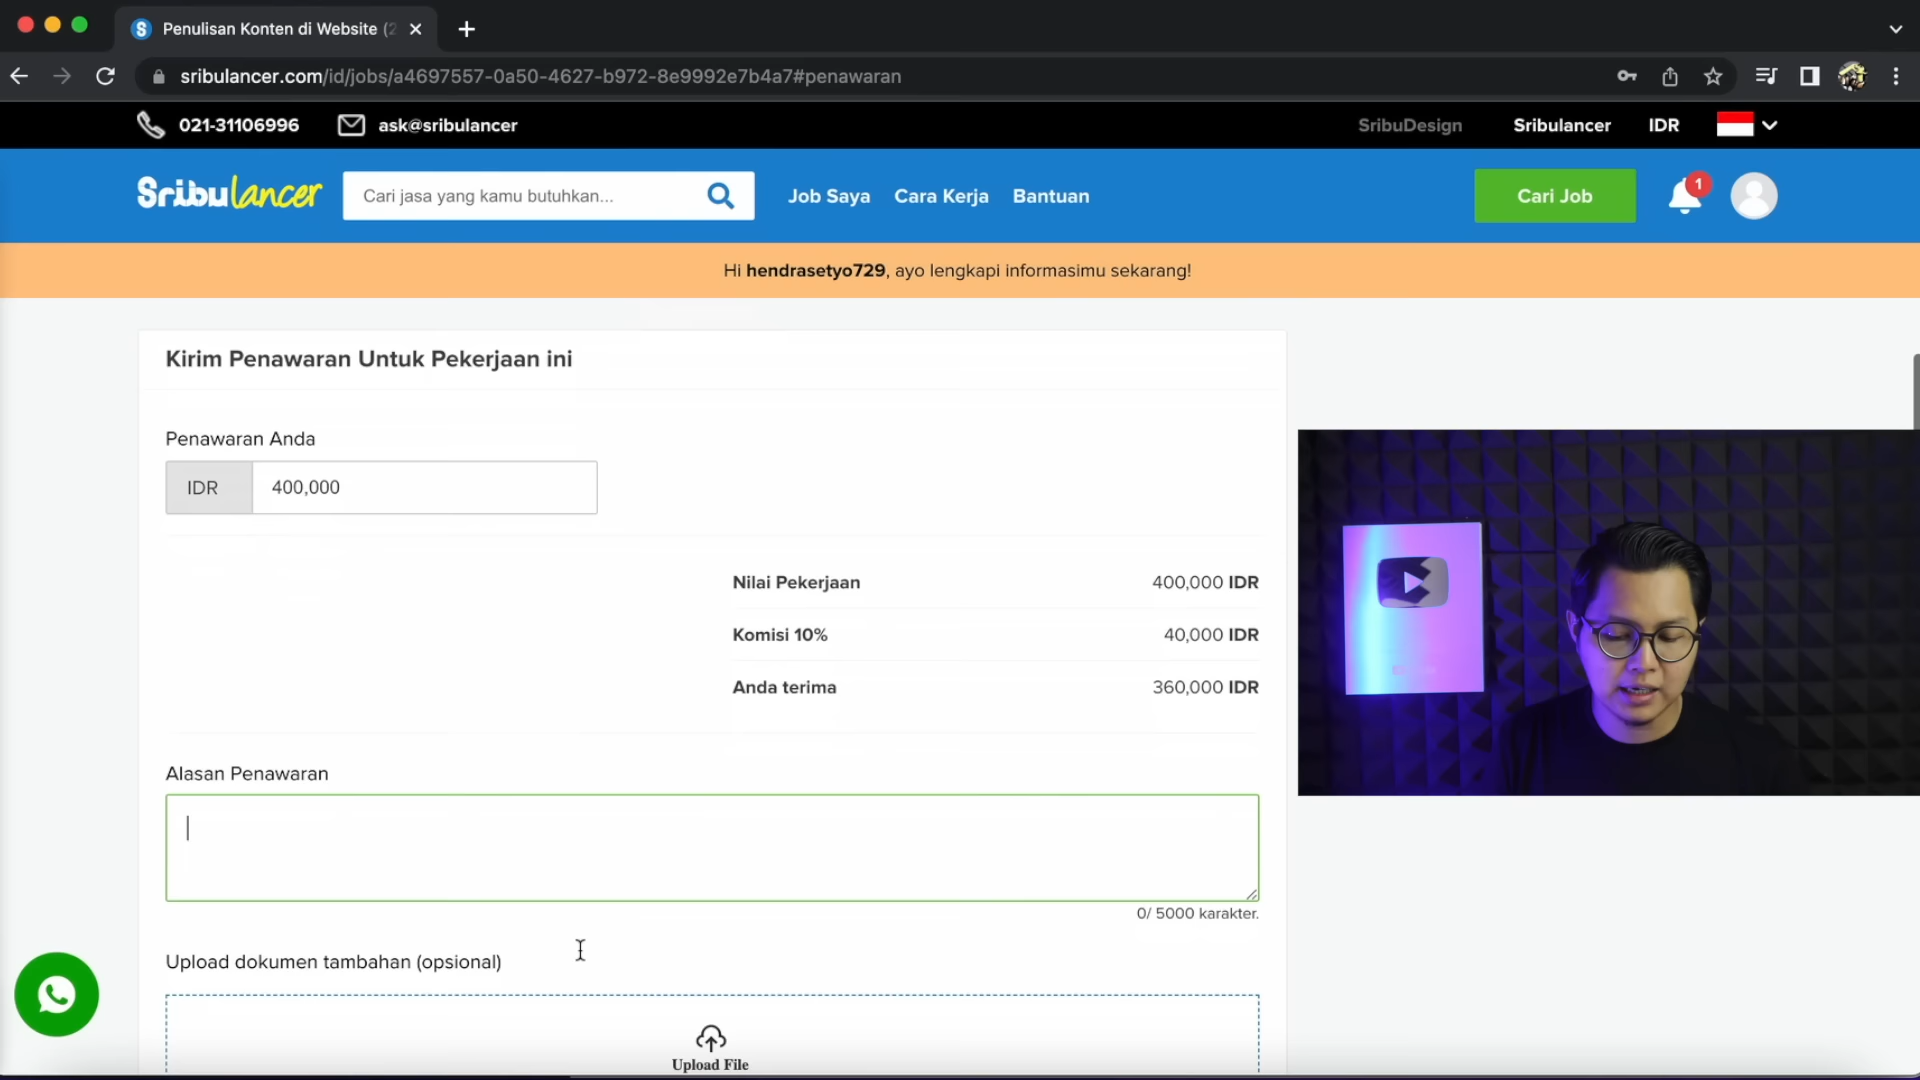 Penulisan Konten di Website (2
sribulancer.com/id/jobs/a4697557-0a50-4627-b972-8e9992e7b4a7#penawaran
021-31106996
ask@sribulancer
SribuDesign
Sribulancer
IDR
Sribulancer
Cari jasa yang kamu butuhkan...
Job Saya
Cara Kerja
Bantuan
Cari Job
1
Hi hendrasetyo729, ayo lengkapi informasimu sekarang!
Kirim Penawaran Untuk Pekerjaan ini
Penawaran Anda
IDR 400,000
Nilai Pekerjaan 400,000 IDR
Komisi 10% 40,000 IDR
Anda terima 360,000 IDR
Alasan Penawaran
0/ 5000 karakter.
Upload dokumen tambahan (opsional)
Upload File